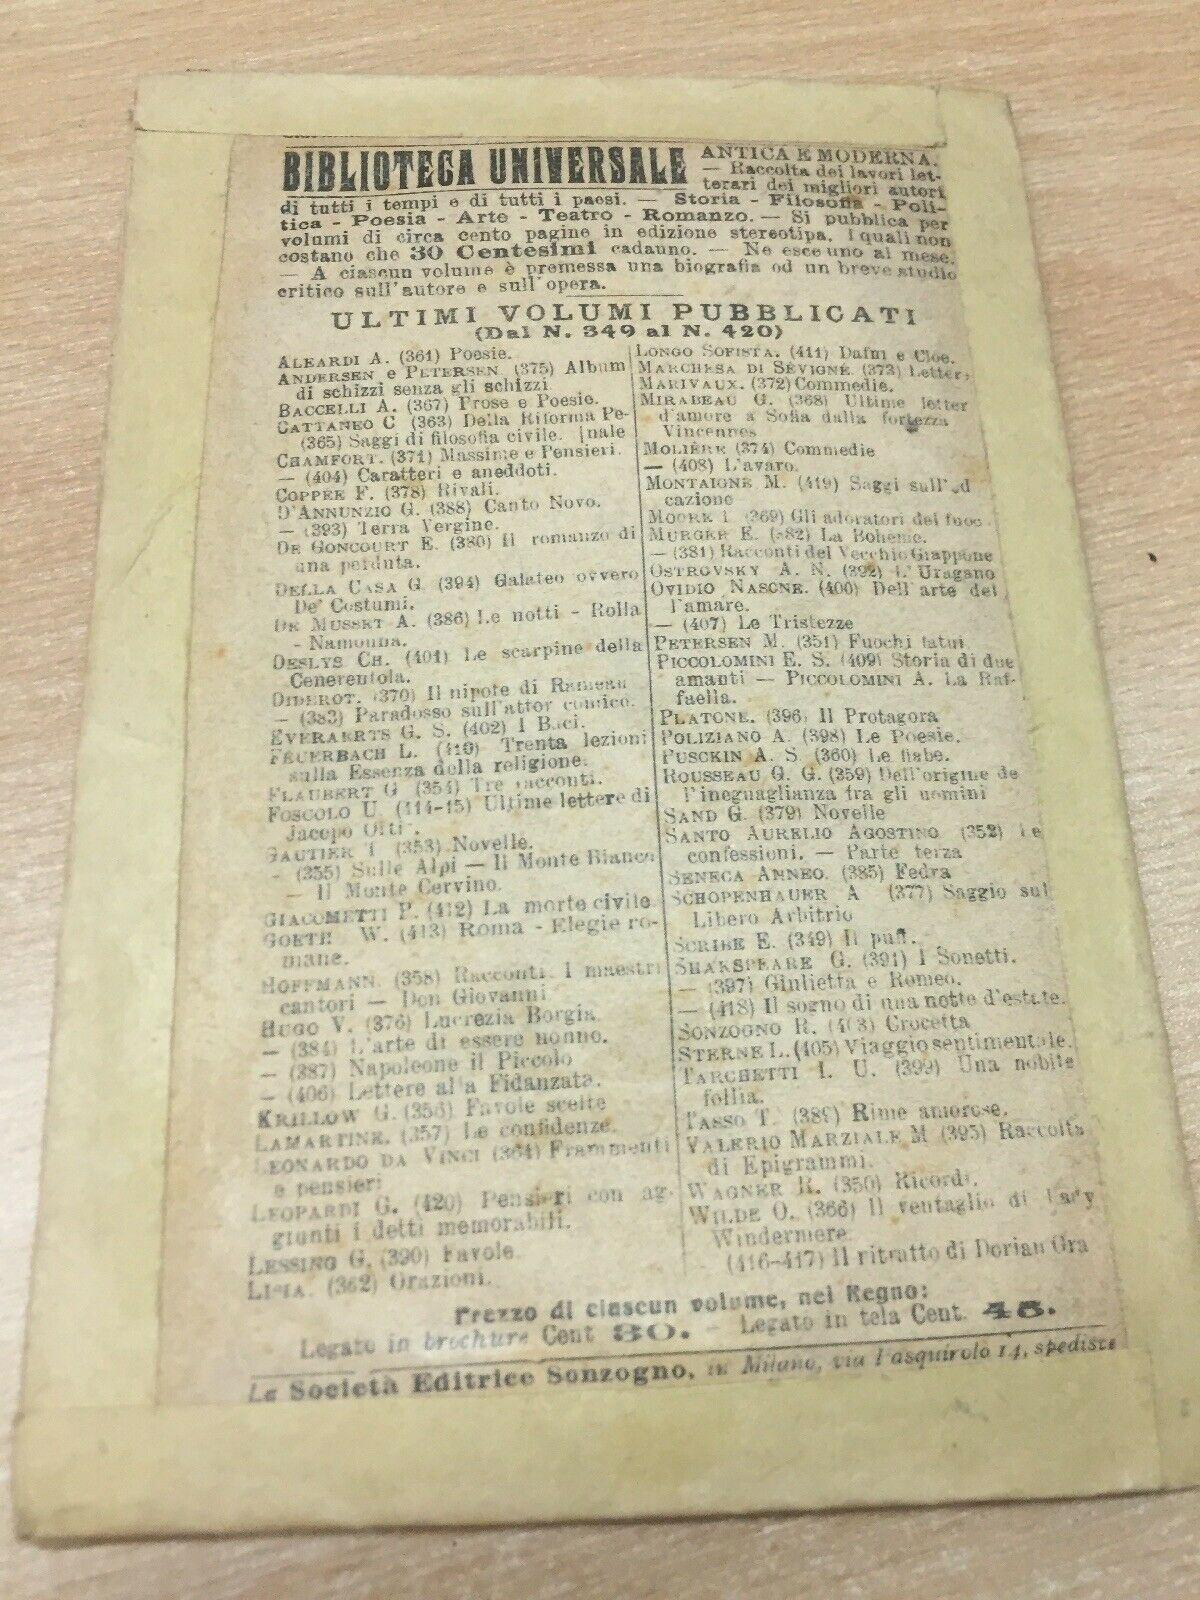 BIBLIOTECA UNIVERSALE ANTICA E MODERNA.
— Raccolta dei lavori let-
terari dei migliori autori
di tutti i tempi e di tutti i paesi. — Storia - Filosofia - Poli-
tica - Poesia - Arte - Teatro - Romanzo. — Si pubblica per
volumi di circa cento pagine in edizione stereotipa, i quali non
costano che 30 Centesimi cadauno. — Ne esce uno al mese.
— A ciascun volume è premessa una biografia od un breve studio
critico sull'autore e sull'opera.
ULTIMI VOLUMI PUBBLICATI
(Dal N. 349 al N. 420)
ALEARDI A. (361) Poesie.
ANDERSEN e PETERSEN. (375) Album
di schizzi senza gli schizzi
BACCELLI A. (367) Prose e Poesie.
CATTANEO C (363) Della Riforma Pe-
(365) Saggi di filosofia civile. [nale
CHAMFORT. (371) Massime e Pensieri.
— (404) Caratteri e aneddoti.
COPPEE F. (378) Rivali.
D'ANNUNZIO G. (388) Canto Novo.
— (393) Terra Vergine.
DE GONCOURT E. (380) Il romanzo di
una perduta.
DELLA CASA G. (394) Galateo ovvero
De' Costumi.
DE MUSSET A. (386) Le notti - Rolla
- Namouna.
DESLYS CH. (401) Le scarpine della
Cenerentola.
DIDEROT. (370) Il nipote di Rameau
— (383) Paradosso sull'attor comico.
EVERAERTS G. S. (402) I Baci.
FEUERBACH L. (410) Trenta lezioni
sulla Essenza della religione.
FLAUBERT G (354) Tre racconti.
FOSCOLO U. (414-15) Ultime lettere di
Jacopo Ortis.
GAUTIER T. (353) Novelle.
- (355) Sulle Alpi — Il Monte Bianco
— Il Monte Cervino.
GIACOMETTI P. (412) La morte civile
GOETH W. (413) Roma - Elegie ro-
mane.
HOFFMANN. (358) Racconti. I maestri
cantori — Don Giovanni
HUGO V. (376) Lucrezia Borgia.
— (384) L'arte di essere nonno.
— (387) Napoleone il Piccolo
— (406) Lettere al a Fidanzata.
KRILLOW G. (356) Favole scelte
LAMARTINE. (357) Le confidenze.
LEONARDO DA VINCI (364) Frammenti
e pensieri
LEOPARDI G. (420) Pensieri con ag-
giunti i detti memorabili.
LESSING G. (390) Favole.
(362) Orazioni.
LONGO SOFISTA. (411) Dafni e Cloe.
MARCHESA DI SÉVIGNÉ. (373) Letter
MARIVAUX. (372) Commedie.
MIRABEAU G. (368) Ultime letter
d'amore a Sofia dalla fortezza
Vincennes
MOLIÈRE (374) Commedie
— (408) L'avaro.
MONTAIGNE M. (419) Saggi sull'ed
cazione
MOORE T (369) Gli adoratori del fuoc
MURGER E. (382) La Bohème.
— (381) Racconti del Vecchio Giappone
OSTROVSKY A. N. (392) L'Uragano
OVIDIO NASONE. (400) Dell'arte del
l'amare.
— (407) Le Tristezze
PETERSEN M. (351) Fuochi fatui
PICCOLOMINI E. S. (409) Storia di due
amanti — PICCOLOMINI A. La Raf-
faella.
PLATONE. (396) Il Protagora
POLIZIANO A. (398) Le Poesie.
PUSCKIN A. S (360) Le fiabe.
ROUSSEAU G. G. (359) Dell'origine de
l'ineguaglianza fra gli uomini
SAND G. (379) Novelle
SANTO AURELIO AGOSTINO (352) Le
confessioni. — Parte terza
SENECA ANNEO. (385) Fedra
SCHOPENHAUER A (377) Saggio sul
Libero Arbitrio
SCRIBE E. (349) Il puff.
SHAKSPEARE G. (391) I Sonetti.
— (397) Giulietta e Romeo.
— (418) Il sogno di una notte d'estate.
SONZOGNO R. (403) Crocetta
STERNE L. (405) Viaggio sentimentale.
TARCHETTI I. U. (399) Una nobile
follia.
TASSO T. (389) Rime amorose.
VALERIO MARZIALE M (395) Raccolta
di Epigrammi.
WAGNER R. (350) Ricordi.
WILDE O. (366) Il ventaglio di Lady
Windermere
(416-417) Il ritratto di Dorian Gra
Prezzo di ciascun volume, nel Regno:
Legato in brochure Cent 30. — Legato in tela Cent. 45.
La Società Editrice Sonzogno, in Milano, via Pasquirolo 14, spedisce